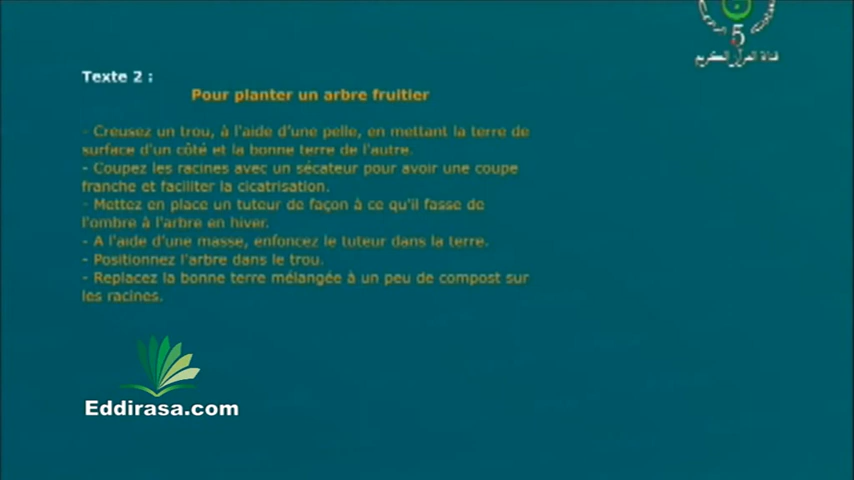 5
قناة القرآن الكريم
Texte 2 :
Pour planter un arbre fruitier
- Creusez un trou, à l'aide d'une pelle, en mettant la terre de
surface d'un côté et la bonne terre de l'autre.
- Coupez les racines avec un sécateur pour avoir une coupe
franche et faciliter la cicatrisation.
- Mettez en place un tuteur de façon à ce qu'il fasse de
l'ombre à l'arbre en hiver.
- A l'aide d'une masse, enfoncez le tuteur dans la terre.
- Positionnez l'arbre dans le trou.
- Replacez la bonne terre mélangée à un peu de compost sur
les racines.
Eddirasa.com